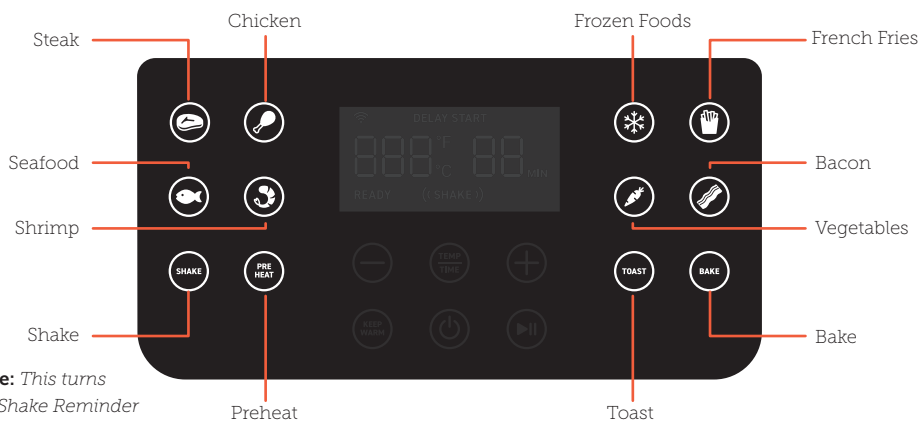 Chicken
Frozen Foods
Steak
French Fries
DELAY START
888 °F 88
°C MIN
READY ((SHAKE))
Seafood
Bacon
Shrimp
Vegetables
SHAKE
PRE
HEAT
TEMP
TIME
TOAST
BAKE
KEEP
WARM
Shake
Bake
e: This turns
Shake Reminder
Preheat
Toast